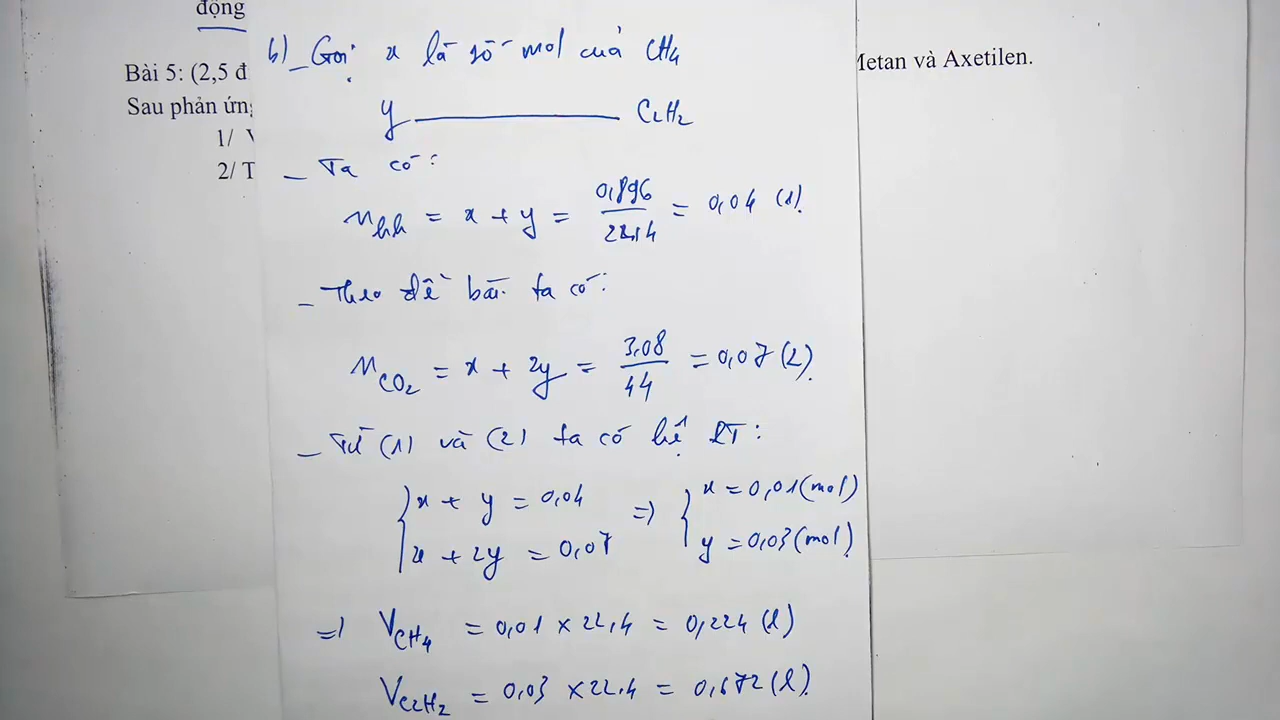 động
Bài 5: (2,5 đ
Metan và Axetilen.
Sau phản ứng
1/ V
2/ T
b) _ Gọi x là số mol của CH4
y ———— C2H2
_ Ta có:
nhh = x + y = 0,896 / 22,4 = 0,04 (1).
_ Theo đề bài ta có:
nCO2 = x + 2y = 3,08 / 44 = 0,07 (2).
_ Từ (1) và (2) ta có hệ PT:
{ x + y = 0,04 => { x = 0,01 (mol)
x + 2y = 0,07 y = 0,03 (mol)
=> VCH4 = 0,01 x 22,4 = 0,224 (l)
VC2H2 = 0,03 x 22,4 = 0,672 (l)